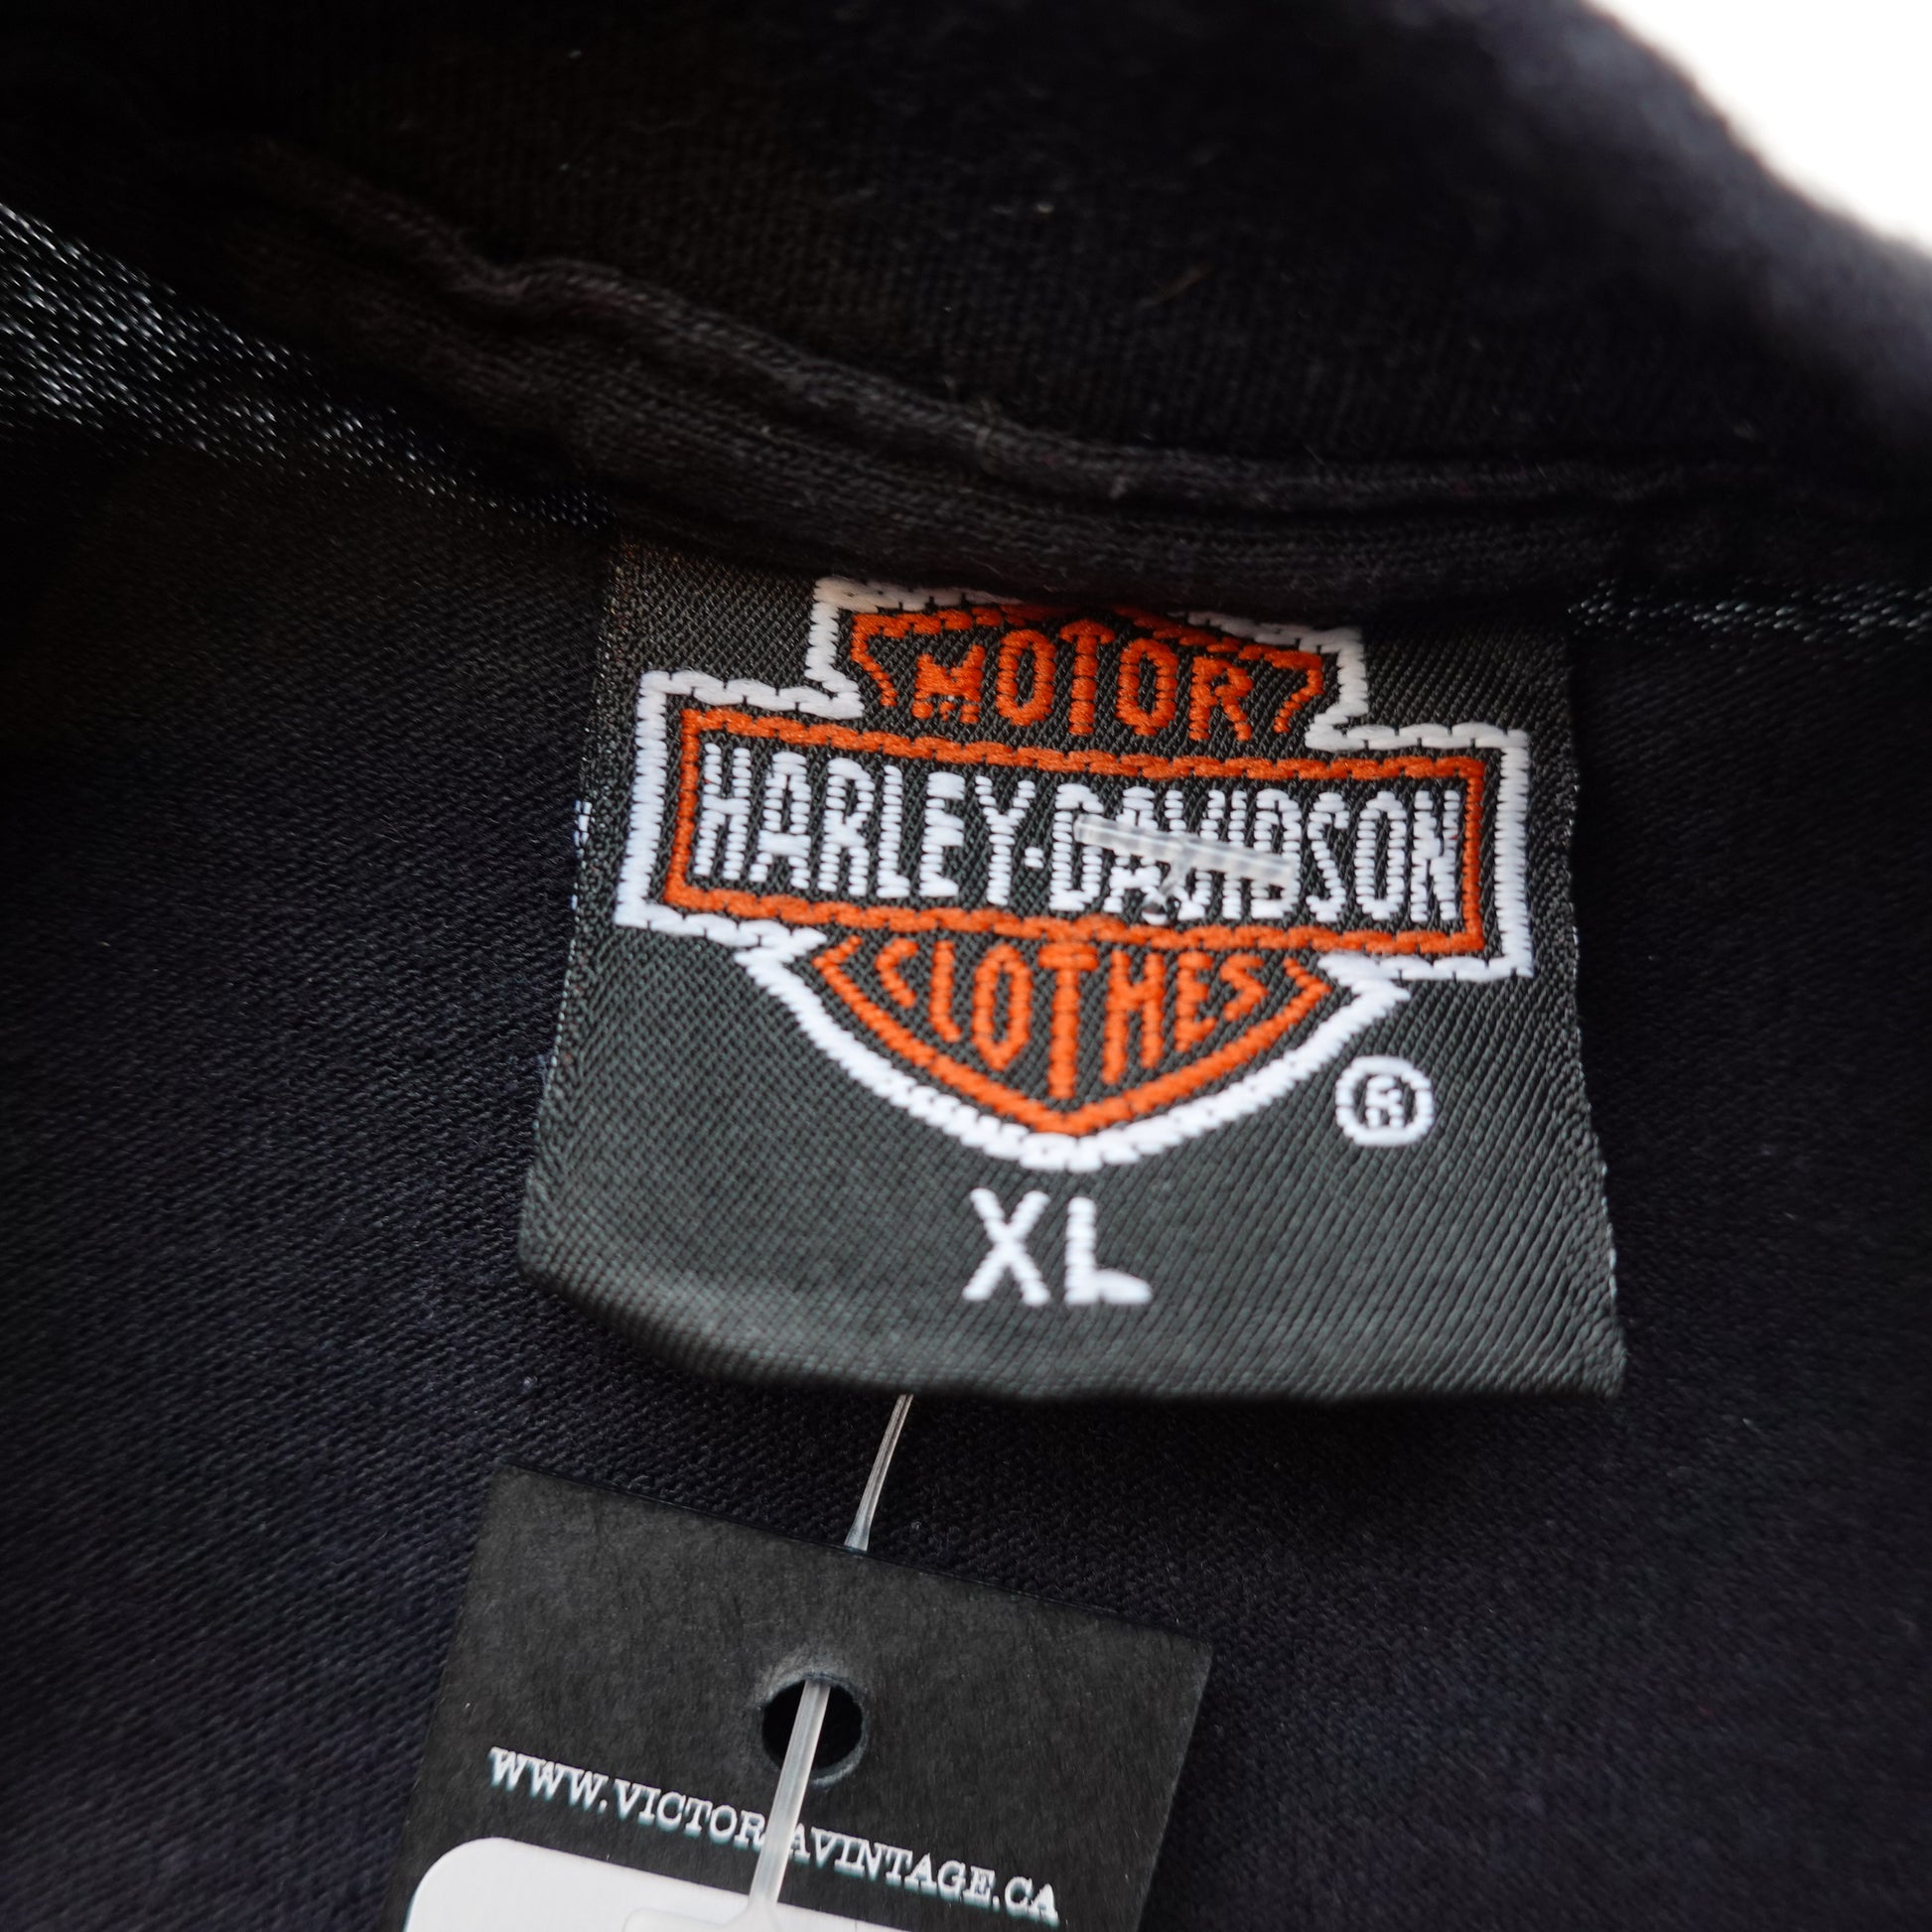 MOTOR
HARLEY-DAVIDSON
CLOTHES
®
XL
WWW.VICTORIAVINTAGE.CA